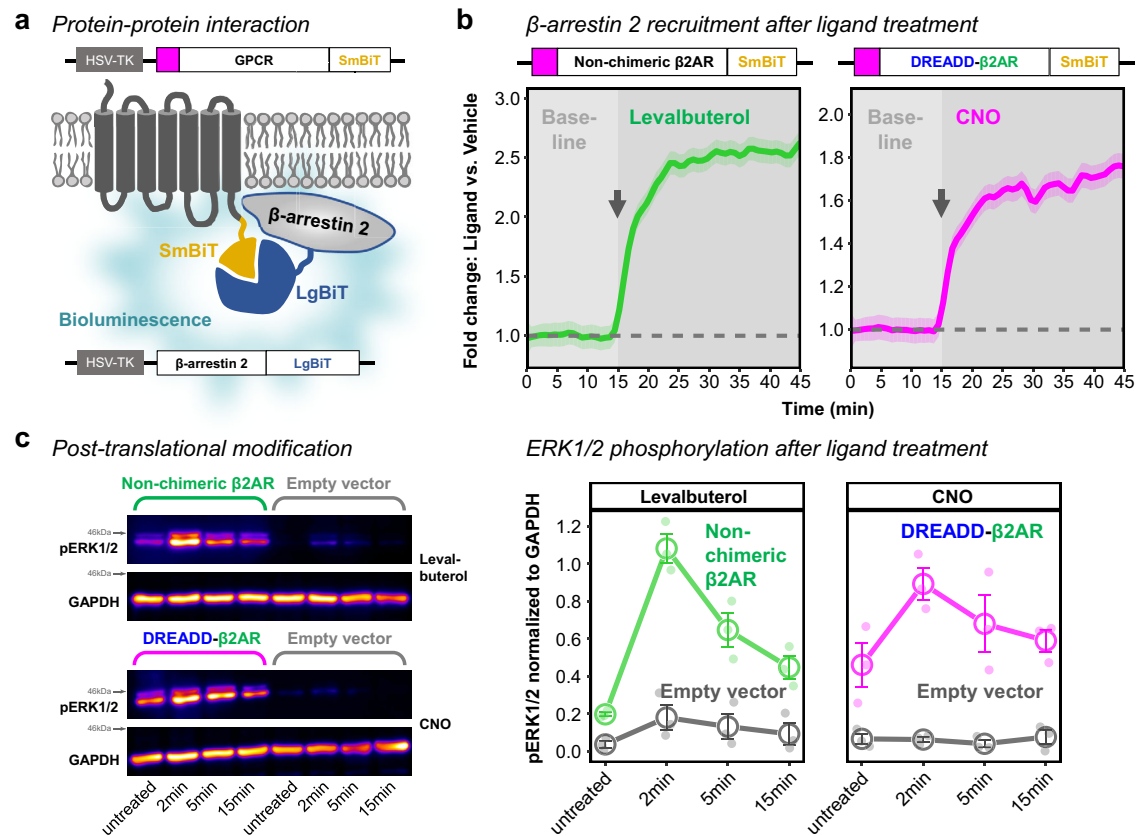 a Protein-protein interaction
HSV-TK GPCR SmBiT
β-arrestin 2
SmBiT
LgBiT
Bioluminescence
HSV-TK β-arrestin 2 LgBiT
b β-arrestin 2 recruitment after ligand treatment
Non-chimeric β2AR SmBiT
DREADD-β2AR SmBiT
Fold change: Ligand vs. Vehicle
3.0
2.5
2.0
1.5
1.0
Base-
line
Levalbuterol
0 5 10 15 20 25 30 35 40 45
2.0
1.8
1.6
1.4
1.2
1.0
Base-
line
CNO
0 5 10 15 20 25 30 35 40 45
Time (min)
c Post-translational modification
Non-chimeric β2AR Empty vector
46kDa
pERK1/2
46kDa
GAPDH
Leval-
buterol
DREADD-β2AR Empty vector
46kDa
pERK1/2
46kDa
GAPDH
CNO
untreated 2min 5min 15min untreated 2min 5min 15min
ERK1/2 phosphorylation after ligand treatment
pERK1/2 normalized to GAPDH
Levalbuterol
1.2
1.0
0.8
0.6
0.4
0.2
0.0
Non-
chimeric
β2AR
Empty vector
untreated 2min 5min 15min
CNO
DREADD-β2AR
Empty vector
untreated 2min 5min 15min